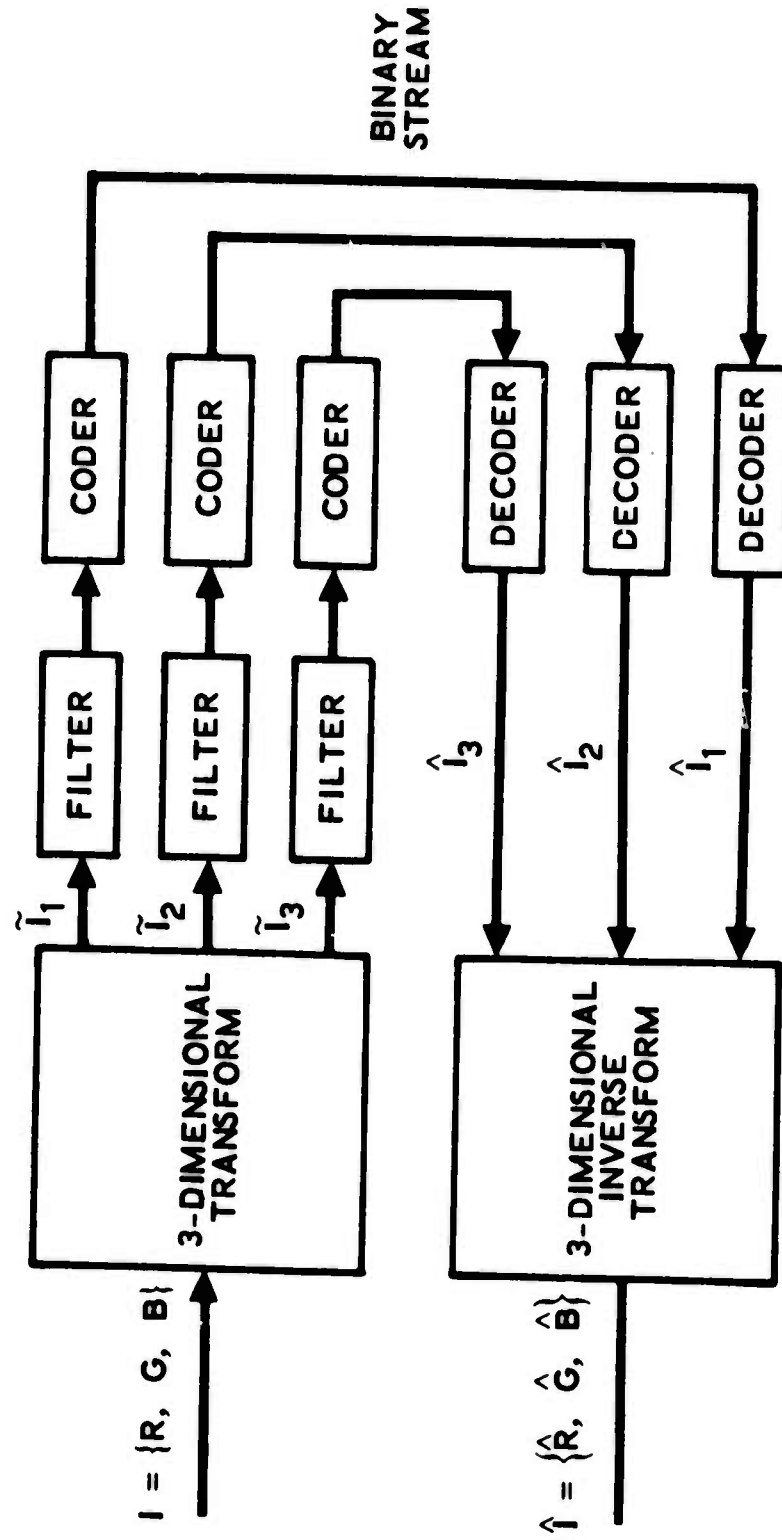 I = {R, G, B}
3-DIMENSIONAL
TRANSFORM
Ĩ₁
FILTER
CODER
Ĩ₂
FILTER
CODER
Ĩ₃
FILTER
CODER
BINARY
STREAM
DECODER
Î₃
DECODER
Î₂
DECODER
Î₁
3-DIMENSIONAL
INVERSE
TRANSFORM
Î = {R̂, Ĝ, B̂}